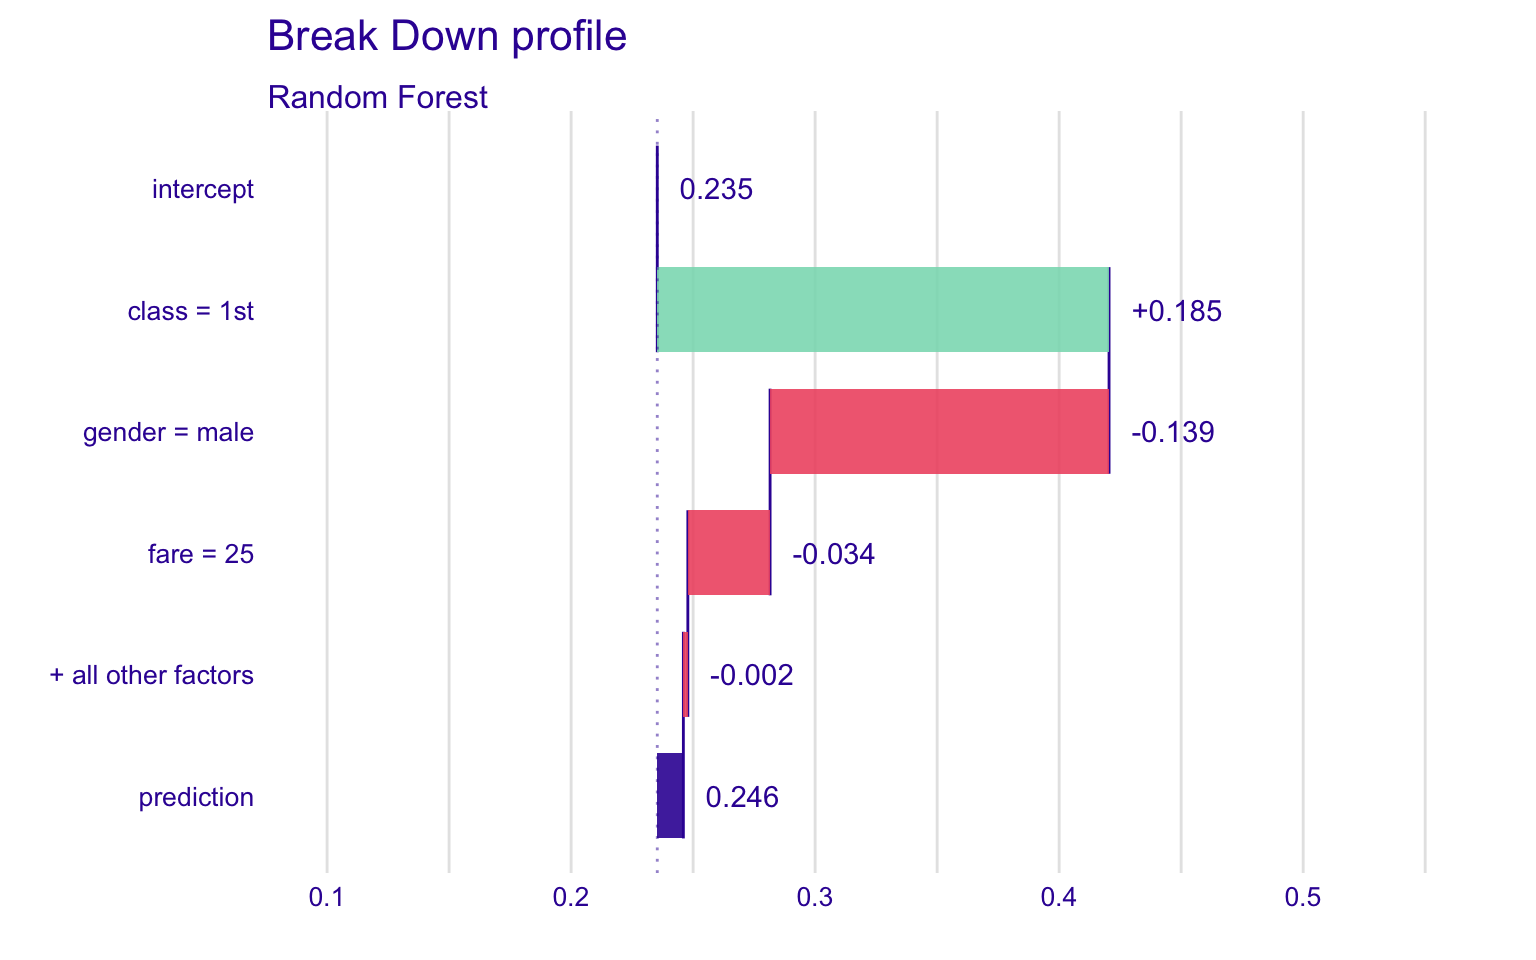 Break Down profile
Random Forest
intercept 0.235
class = 1st +0.185
gender = male -0.139
fare = 25 -0.034
+ all other factors -0.002
prediction 0.246
0.1 0.2 0.3 0.4 0.5